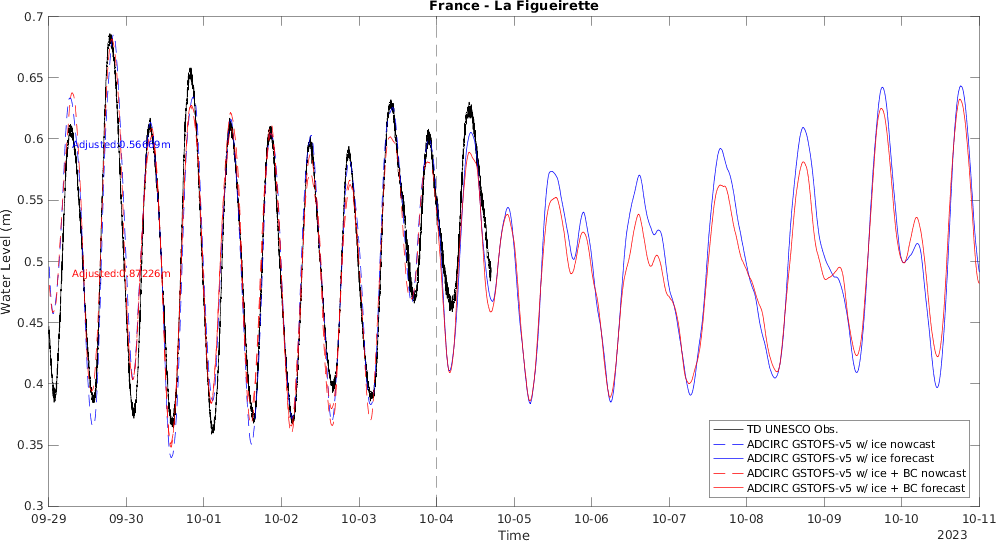 France - La Figueirette
0.7
0.65
0.6
0.55
0.5
0.45
0.4
0.35
0.3
Water Level (m)
Adjusted:0.56669m
Adjusted:0.87226m
TD UNESCO Obs.
ADCIRC GSTOFS-v5 w/ ice nowcast
ADCIRC GSTOFS-v5 w/ ice forecast
ADCIRC GSTOFS-v5 w/ ice + BC nowcast
ADCIRC GSTOFS-v5 w/ ice + BC forecast
09-29 09-30 10-01 10-02 10-03 10-04 10-05 10-06 10-07 10-08 10-09 10-10 10-11
Time
2023